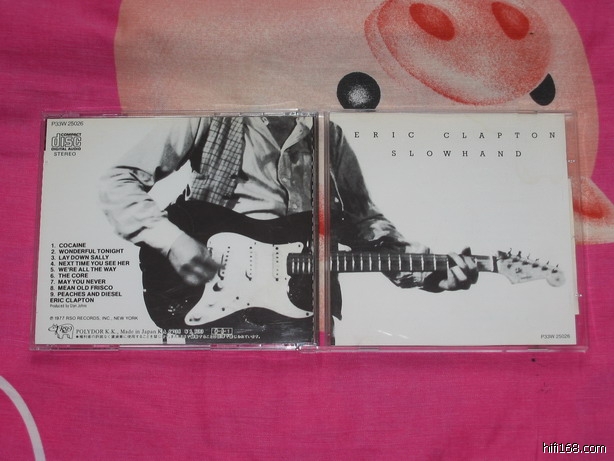 P33W 25026
COMPACT
disc
DIGITAL AUDIO
STEREO
ERIC CLAPTON
SLOWHAND
1. COCAINE
2. WONDERFUL TONIGHT
3. LAY DOWN SALLY
4. NEXT TIME YOU SEE HER
5. WE'RE ALL THE WAY
6. THE CORE
7. MAY YOU NEVER
8. MEAN OLD FRISCO
9. PEACHES AND DIESEL
ERIC CLAPTON
Produced by Glyn Johns
℗ 1977 RSO RECORDS, INC., NEW YORK
POLYDOR K.K., Made in Japan
P33W 25026
hifi168.com